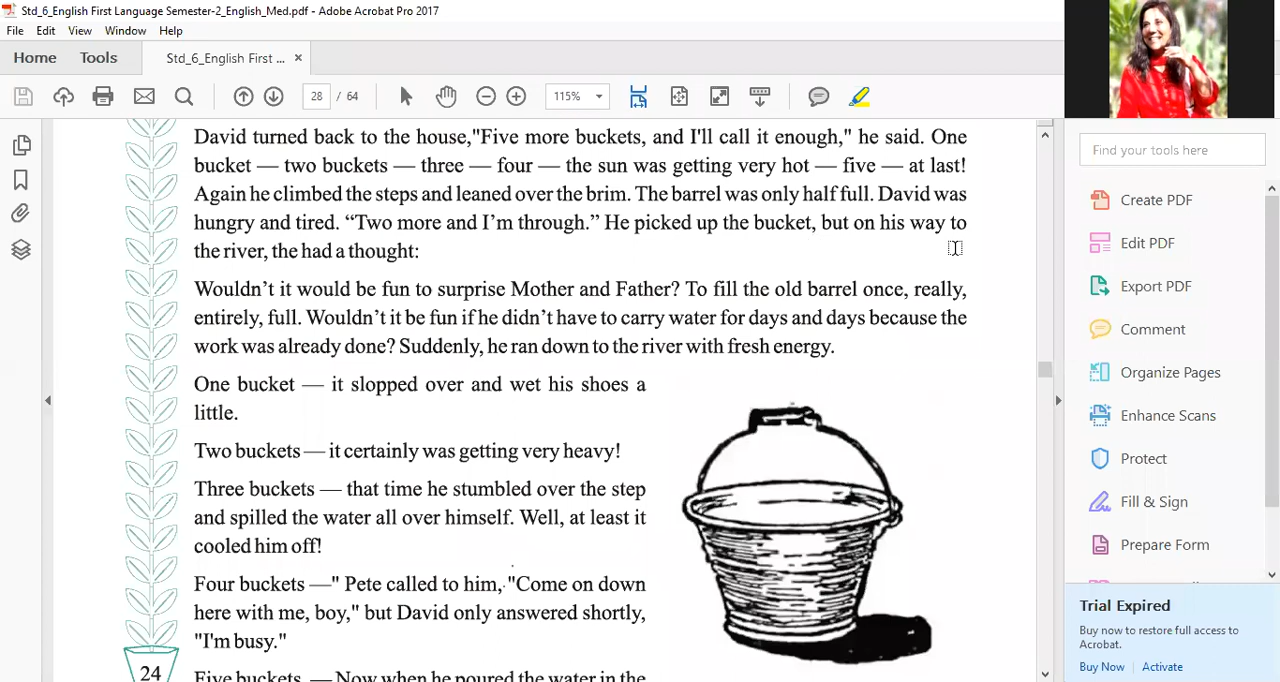 Std_6_English First Language Semester-2_English_Med.pdf - Adobe Acrobat Pro 2017
File Edit View Window Help
Home Tools Std_6_English First ... ×
28 / 64 115%
David turned back to the house,"Five more buckets, and I'll call it enough," he said. One
bucket — two buckets — three — four — the sun was getting very hot — five — at last!
Again he climbed the steps and leaned over the brim. The barrel was only half full. David was
hungry and tired. “Two more and I’m through.” He picked up the bucket, but on his way to
the river, the had a thought:
Wouldn’t it would be fun to surprise Mother and Father? To fill the old barrel once, really,
entirely, full. Wouldn’t it be fun if he didn’t have to carry water for days and days because the
work was already done? Suddenly, he ran down to the river with fresh energy.
One bucket — it slopped over and wet his shoes a
little.
Two buckets — it certainly was getting very heavy!
Three buckets — that time he stumbled over the step
and spilled the water all over himself. Well, at least it
cooled him off!
Four buckets —" Pete called to him, "Come on down
here with me, boy," but David only answered shortly,
"I'm busy."
Five buckets — Now when he poured the water in the
24
Find your tools here
Create PDF
Edit PDF
Export PDF
Comment
Organize Pages
Enhance Scans
Protect
Fill & Sign
Prepare Form
Trial Expired
Buy now to restore full access to
Acrobat.
Buy Now Activate